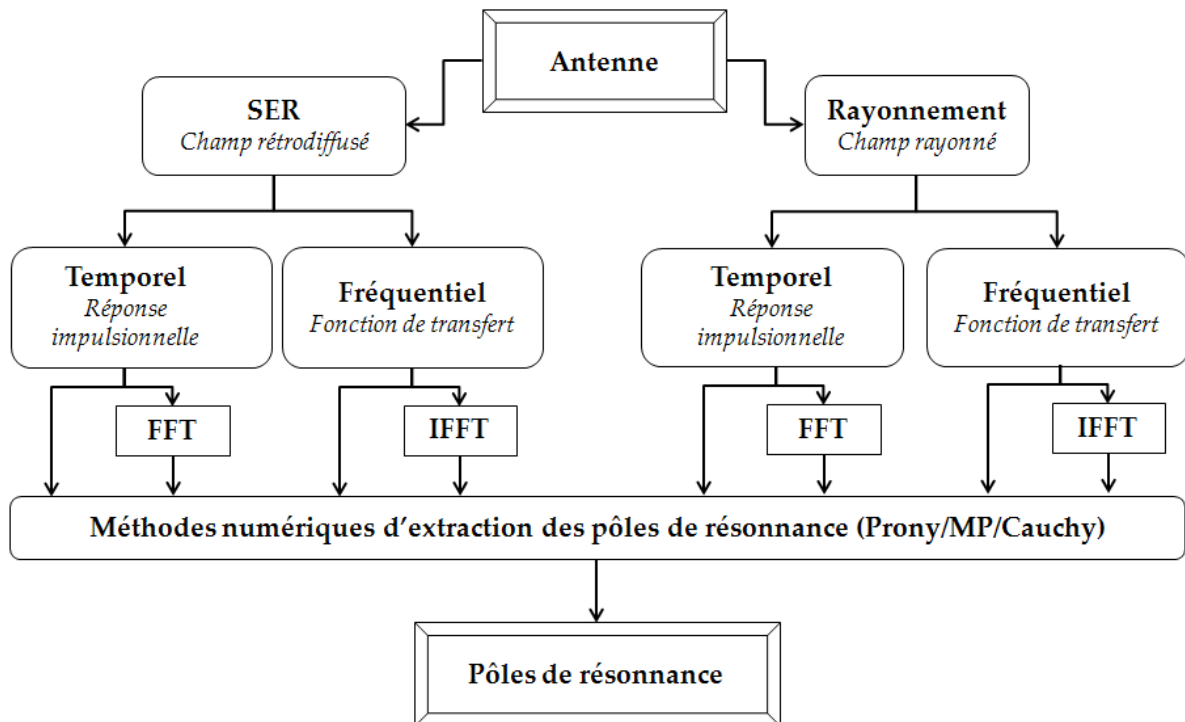 Antenne
SER
Champ rétrodiffusé
Rayonnement
Champ rayonné
Temporel
Réponse
impulsionnelle
Fréquentiel
Fonction de transfert
Temporel
Réponse
impulsionnelle
Fréquentiel
Fonction de transfert
FFT
IFFT
FFT
IFFT
Méthodes numériques d’extraction des pôles de résonnance (Prony/MP/Cauchy)
Pôles de résonnance